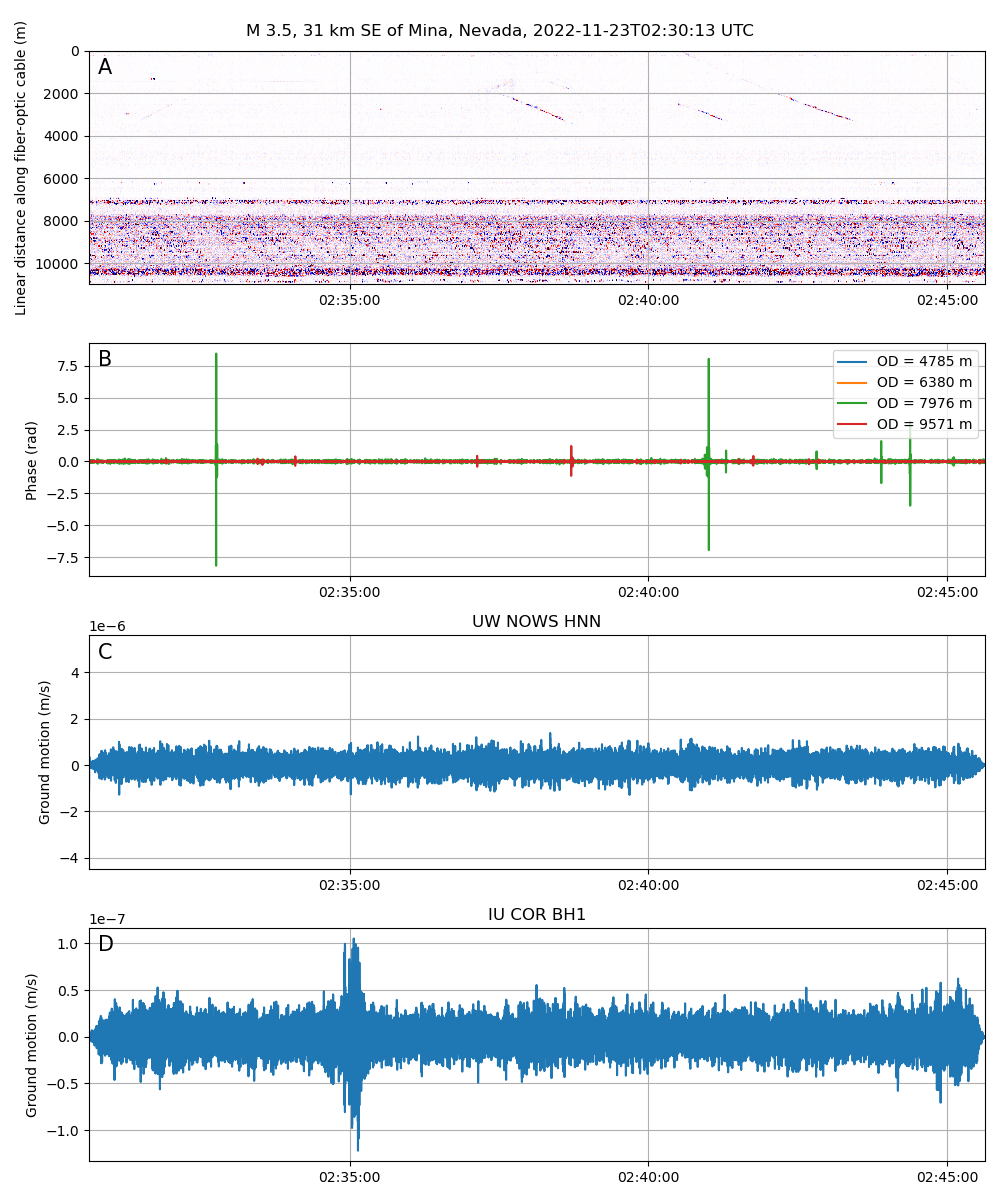 M 3.5, 31 km SE of Mina, Nevada, 2022-11-23T02:30:13 UTC
Linear distance along fiber-optic cable (m)
A
0
2000
4000
6000
8000
10000
02:35:00 02:40:00 02:45:00
Phase (rad)
B
7.5
5.0
2.5
0.0
−2.5
−5.0
−7.5
OD = 4785 m
OD = 6380 m
OD = 7976 m
OD = 9571 m
02:35:00 02:40:00 02:45:00
UW NOWS HNN
1e−6
Ground motion (m/s)
C
4
2
0
−2
−4
02:35:00 02:40:00 02:45:00
IU COR BH1
1e−7
Ground motion (m/s)
D
1.0
0.5
0.0
−0.5
−1.0
02:35:00 02:40:00 02:45:00